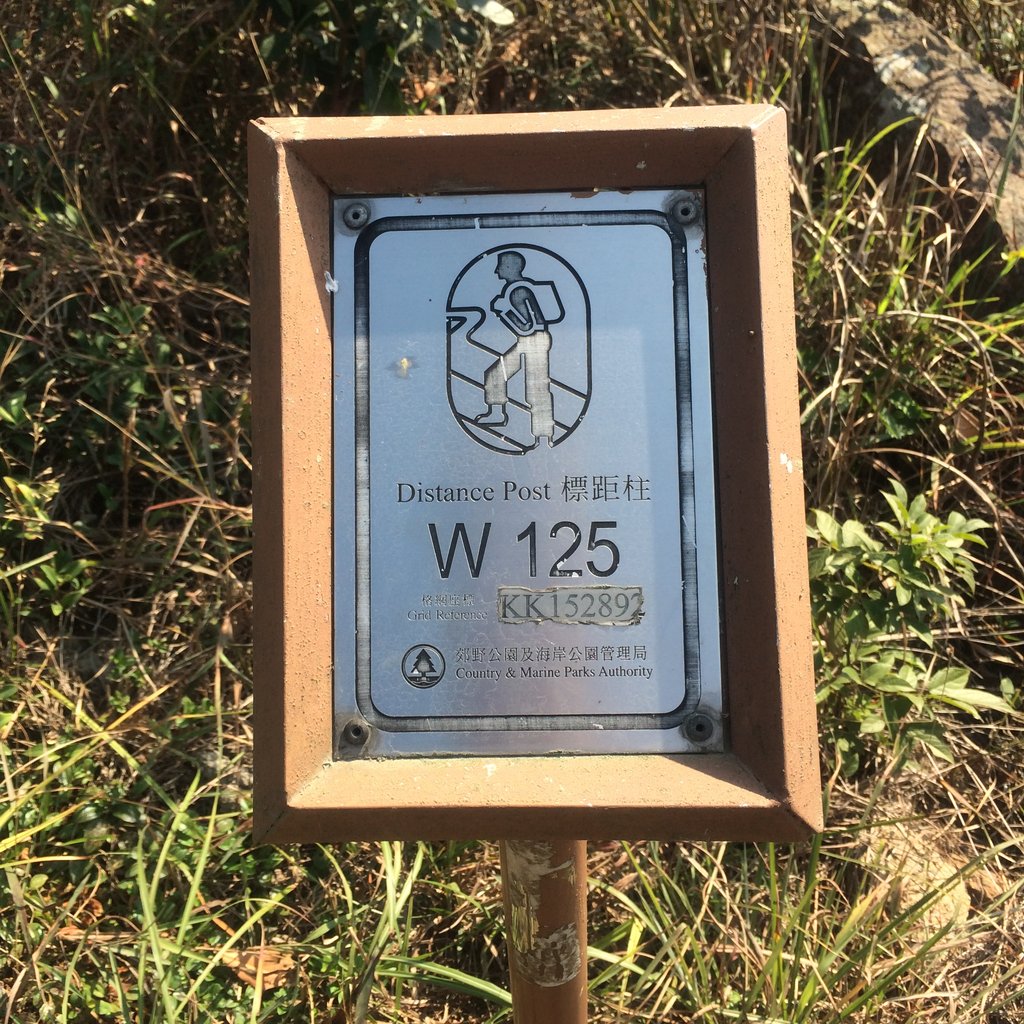 Distance Post 標距柱
W 125
格網座標
Grid Reference KK152892
郊野公園及海岸公園管理局
Country & Marine Parks Authority